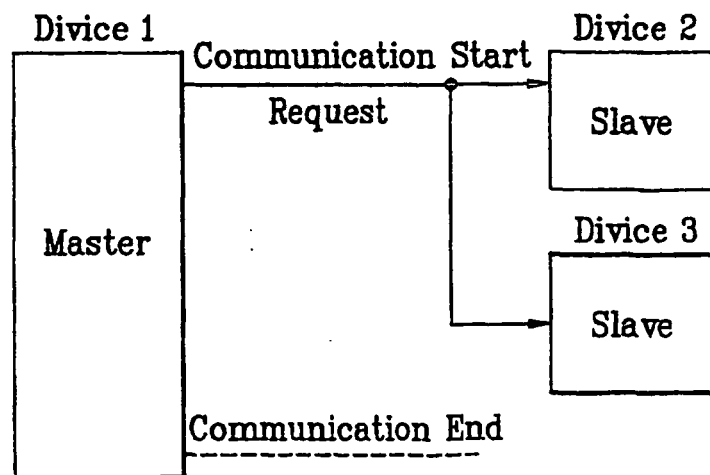 Divice 1
Communication Start
Request
Divice 2
Slave
Master
Divice 3
Slave
Communication End